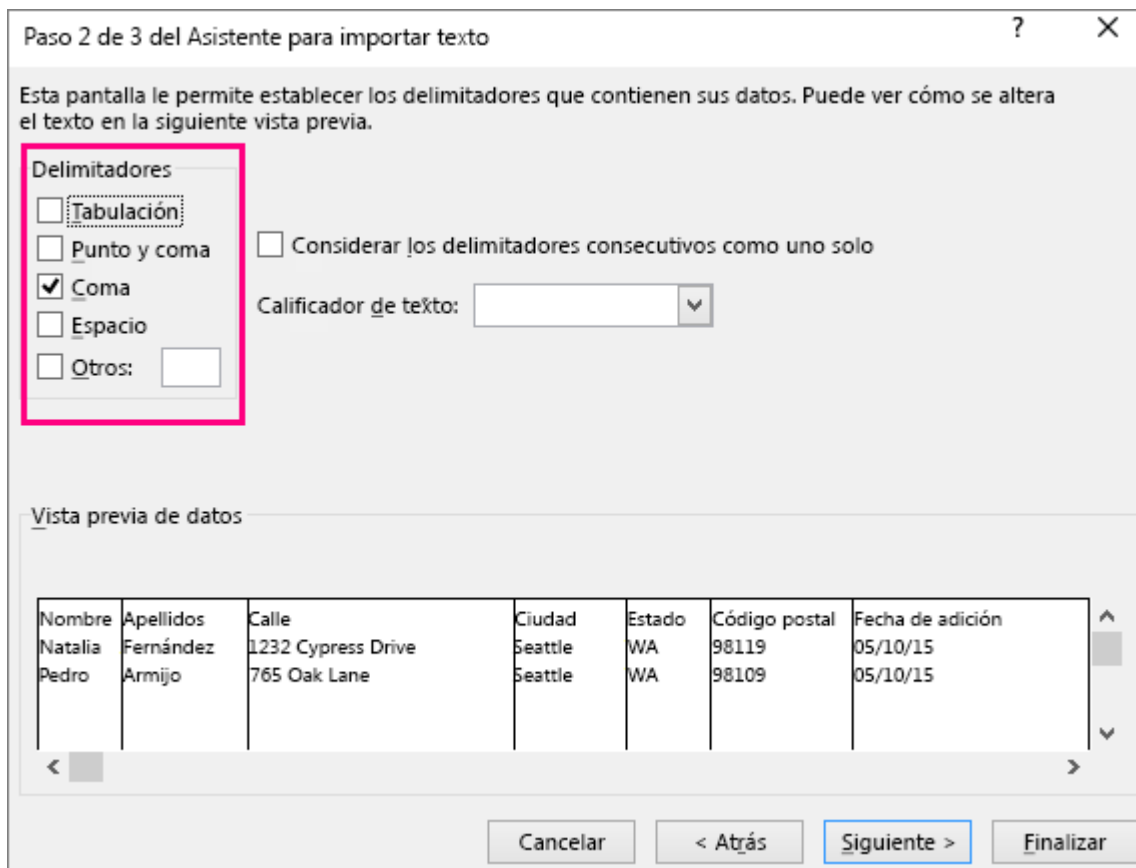 Paso 2 de 3 del Asistente para importar texto ?
Esta pantalla le permite establecer los delimitadores que contienen sus datos. Puede ver cómo se altera
el texto en la siguiente vista previa.
Delimitadores
Tabulación
Punto y coma
Coma
Espacio
Otros:
Considerar los delimitadores consecutivos como uno solo
Calificador de texto:
Vista previa de datos
Nombre Apellidos Calle Ciudad Estado Código postal Fecha de adición
Natalia Fernández 1232 Cypress Drive Seattle WA 98119 05/10/15
Pedro Armijo 765 Oak Lane Seattle WA 98109 05/10/15
Cancelar < Atrás Siguiente > Finalizar